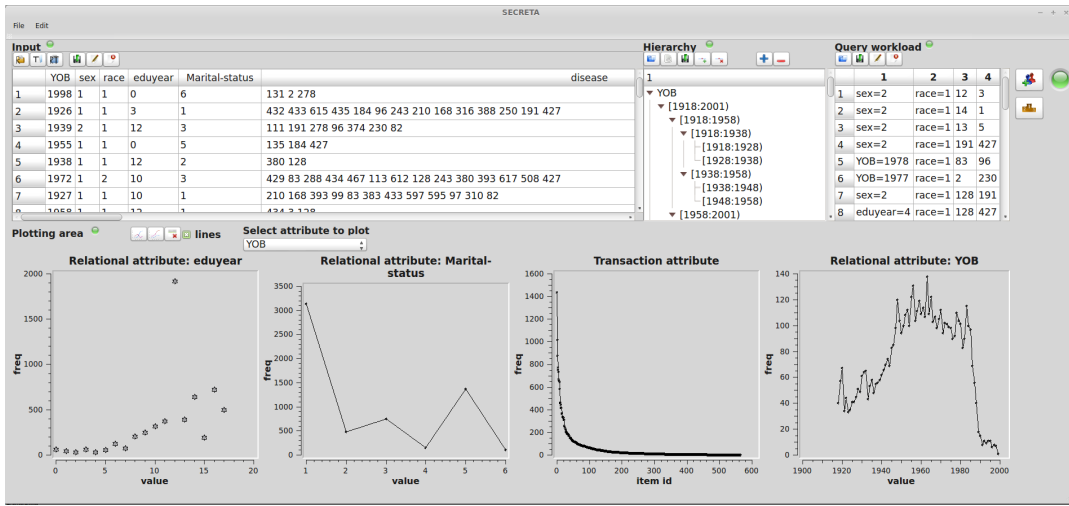 SECRETA
File Edit
Input
Hierarchy
Query workload
YOB sex race eduyear Marital-status disease
1 1998 1 1 0 6 131 2 278
2 1926 1 1 3 1 432 433 615 435 184 96 243 210 168 316 388 250 191 427
3 1939 2 1 12 3 111 191 278 96 374 230 82
4 1955 1 1 0 5 135 184 427
5 1938 1 1 12 2 380 128
6 1972 1 2 10 3 429 83 288 434 467 113 612 128 243 380 393 617 508 427
7 1927 1 1 10 1 210 168 393 99 83 383 433 597 595 97 310 82
8 1958 1 1 12 1 434 3 128
1
YOB
[1918:2001)
[1918:1958)
[1918:1938)
[1918:1928)
[1928:1938)
[1938:1958)
[1938:1948)
[1948:1958)
[1958:2001)
1 2 3 4
1 sex=2 race=1 12 3
2 sex=2 race=1 14 1
3 sex=2 race=1 13 5
4 sex=2 race=1 191 427
5 YOB=1978 race=1 83 96
6 YOB=1977 race=1 2 230
7 sex=2 race=1 128 191
8 eduyear=4 race=1 128 427
Plotting area
lines
Select attribute to plot
YOB
Relational attribute: eduyear
2000
1500
1000
500
0
freq
0 5 10 15 20
value
Relational attribute: Marital-
status
3500
3000
2500
2000
1500
1000
500
0
freq
1 2 3 4 5 6
value
Transaction attribute
1600
1400
1200
1000
800
600
400
200
0
freq
0 100 200 300 400 500 600
item id
Relational attribute: YOB
140
120
100
80
60
40
20
0
freq
1900 1920 1940 1960 1980 2000
value